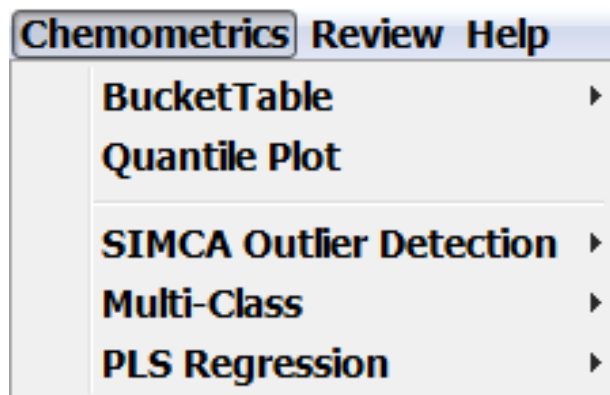 Chemometrics Review Help
BucketTable
Quantile Plot
SIMCA Outlier Detection
Multi-Class
PLS Regression